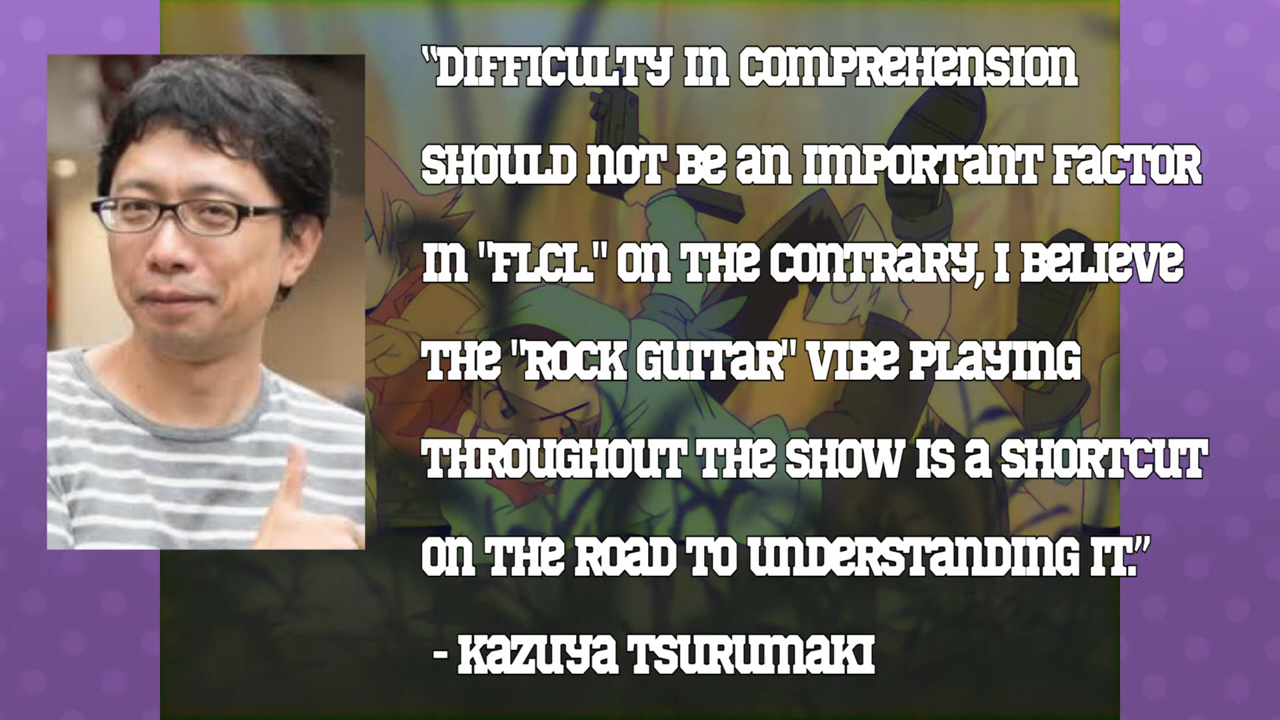 “DIFFICULTY IN COMPREHENSION
SHOULD NOT BE AN IMPORTANT FACTOR
IN "FLCL." ON THE CONTRARY, I BELIEVE
THE "ROCK GUITAR" VIBE PLAYING
THROUGHOUT THE SHOW IS A SHORTCUT
ON THE ROAD TO UNDERSTANDING IT.”
- KAZUYA TSURUMAKI